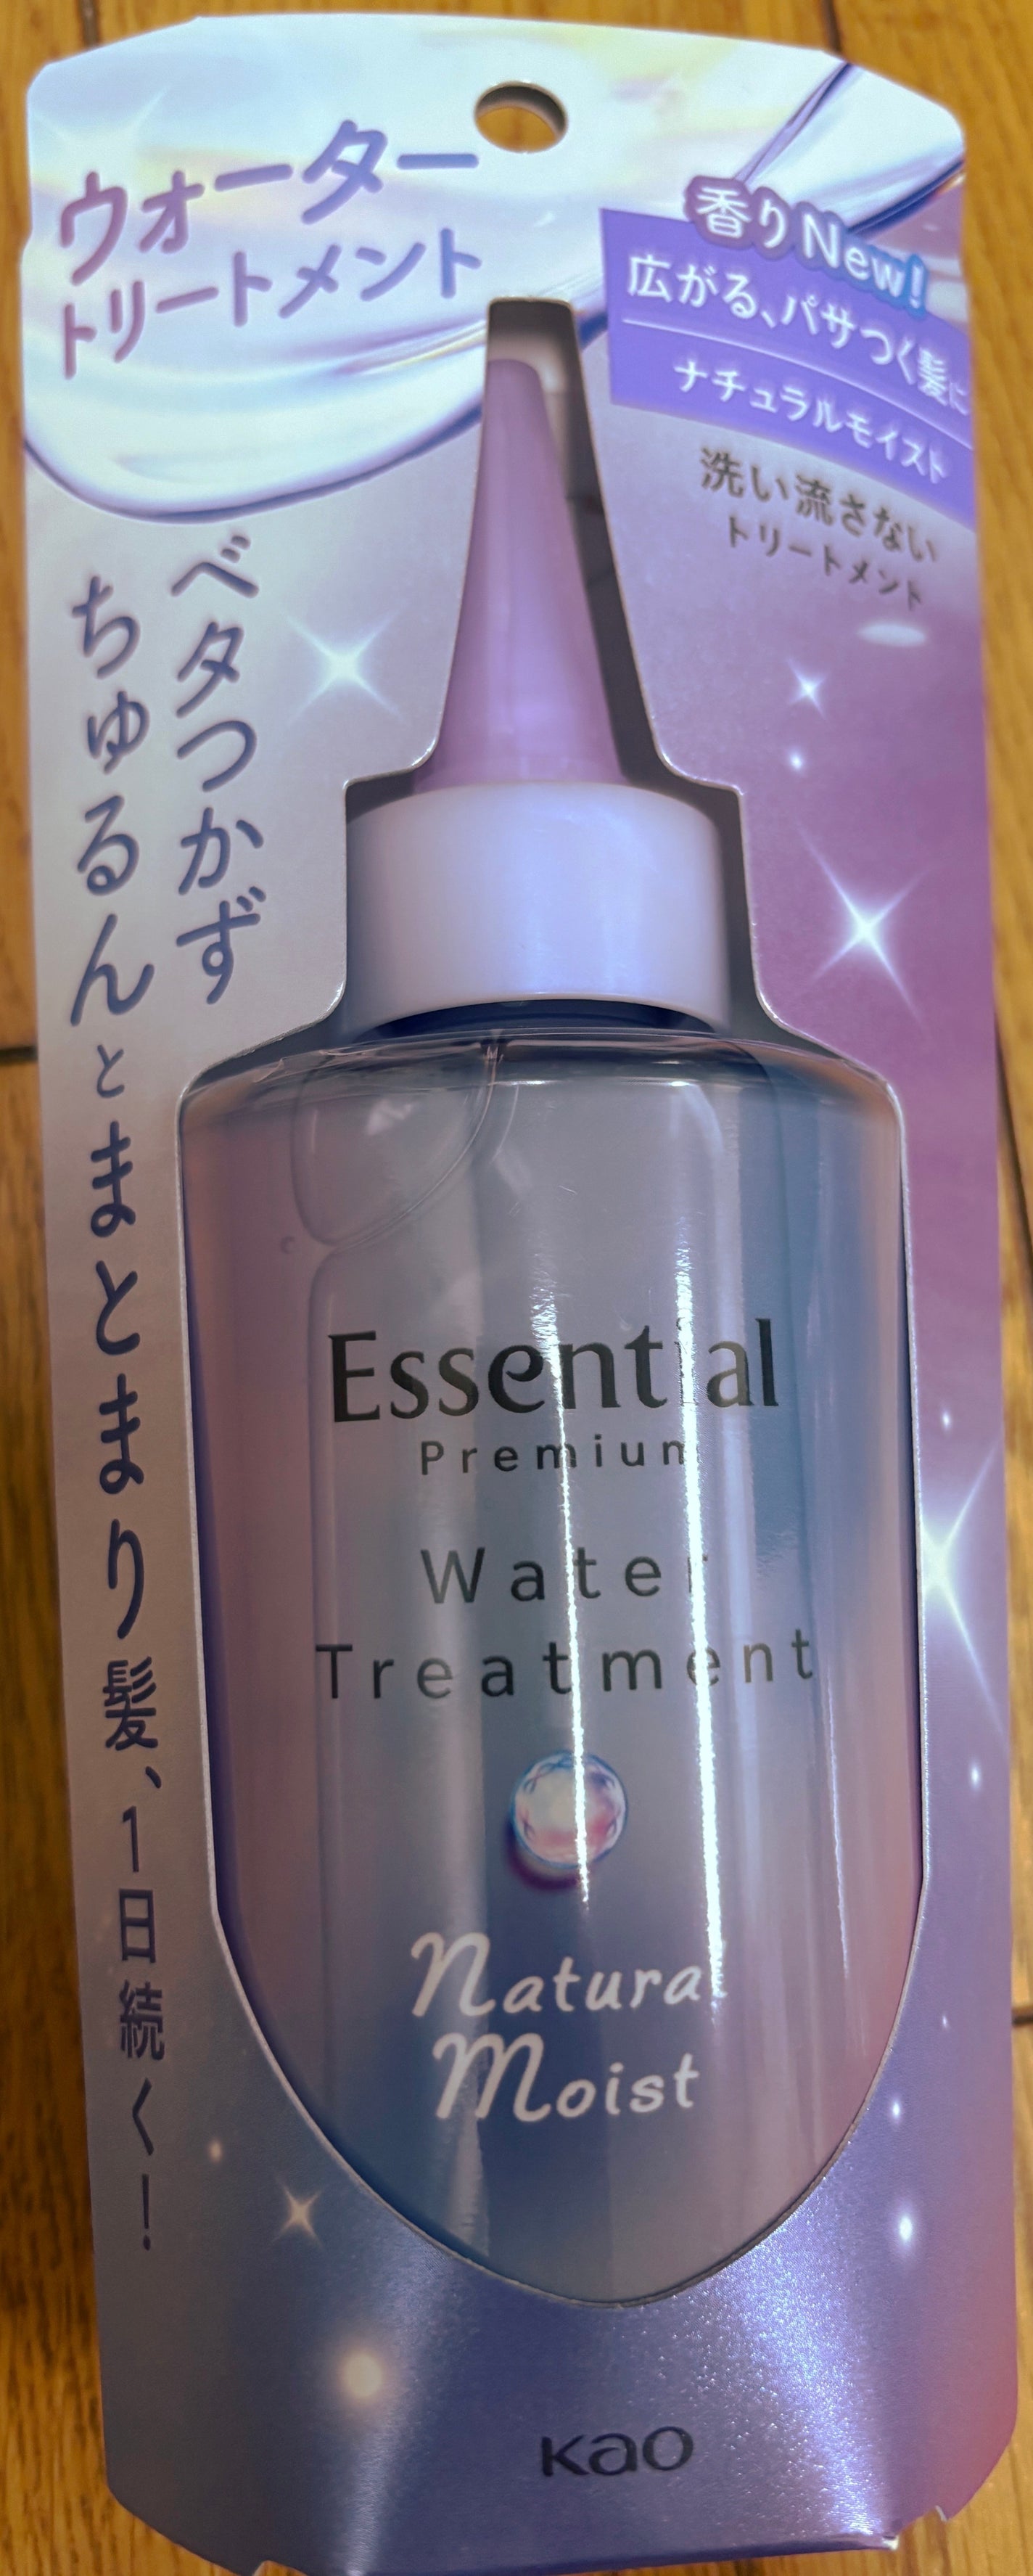 ウォーター
トリートメント
香りNew!
広がる、パサつく髪に
ナチュラルモイスト
洗い流さない
トリートメント
ベタつかず
ちゅるんとまとまり髪、1日続く!
Essential
Premium
Water
Treatment
Natural
Moist
Kao